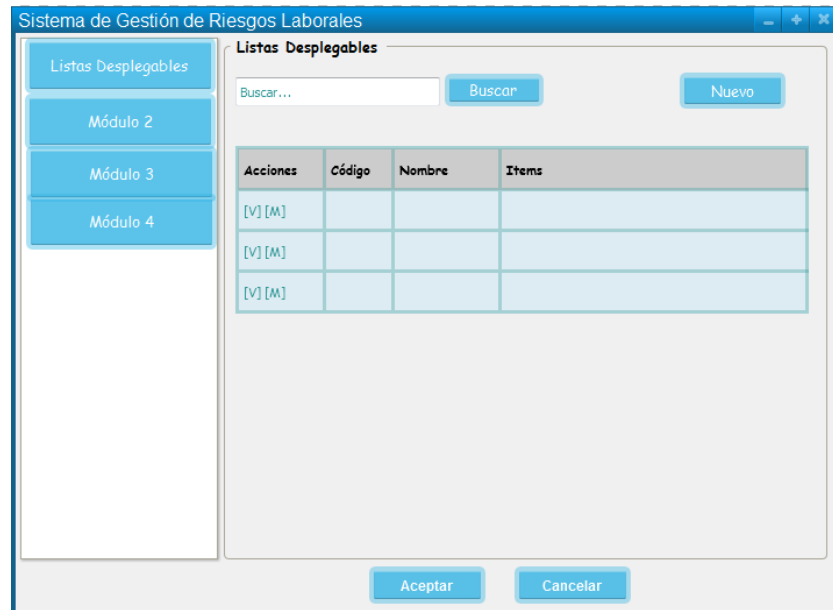 Sistema de Gestión de Riesgos Laborales
Listas Desplegables
Módulo 2
Módulo 3
Módulo 4
Listas Desplegables
Buscar... Buscar Nuevo
Acciones Código Nombre Items
[V] [M]
[V] [M]
[V] [M]
Aceptar Cancelar